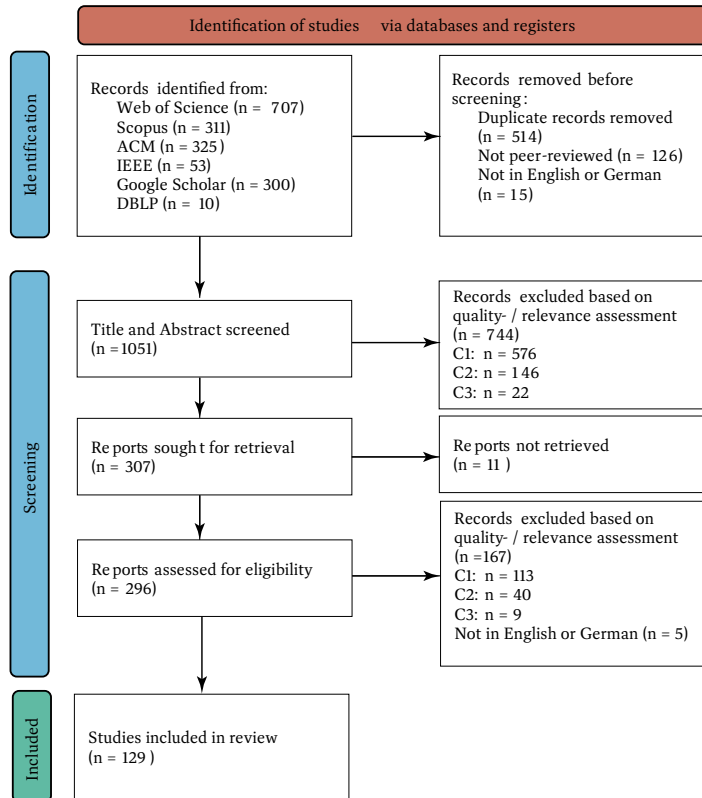 Identification of studies via databases and registers
Identification
Records identified from:
Web of Science (n = 707)
Scopus (n = 311)
ACM (n = 325)
IEEE (n = 53)
Google Scholar (n = 300)
DBLP (n = 10)
Records removed before
screening:
Duplicate records removed
(n = 514)
Not peer-reviewed (n = 126)
Not in English or German
(n = 15)
Screening
Title and Abstract screened
(n =1051)
Records excluded based on
quality- / relevance assessment
(n = 744)
C1: n = 576
C2: n = 146
C3: n = 22
Reports sought for retrieval
(n = 307)
Reports not retrieved
(n = 11 )
Reports assessed for eligibility
(n = 296)
Records excluded based on
quality- / relevance assessment
(n =167)
C1: n = 113
C2: n = 40
C3: n = 9
Not in English or German (n = 5)
Included
Studies included in review
(n = 129 )